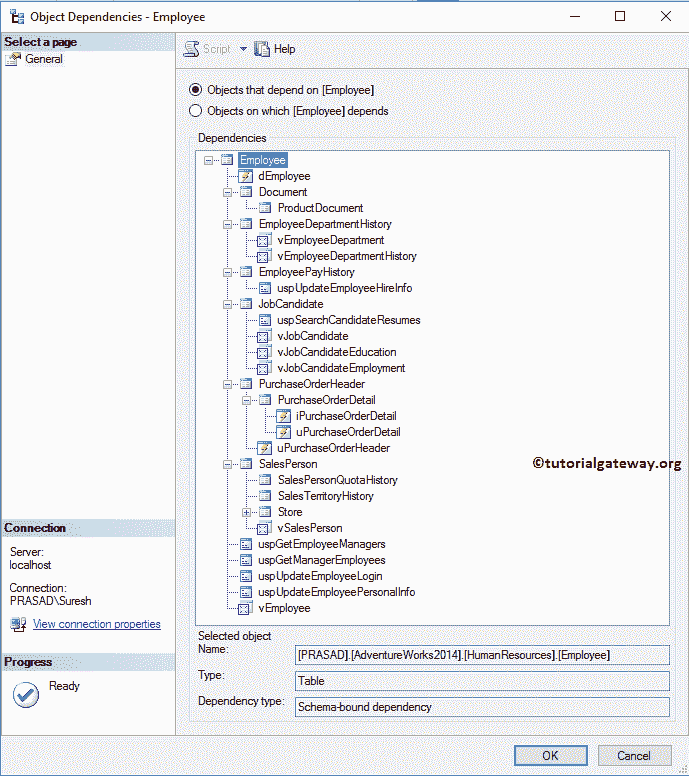 Object Dependencies - Employee
Select a page
General
Script
Help
Objects that depend on [Employee]
Objects on which [Employee] depends
Dependencies
Employee
dEmployee
Document
ProductDocument
EmployeeDepartmentHistory
vEmployeeDepartment
vEmployeeDepartmentHistory
EmployeePayHistory
uspUpdateEmployeeHireInfo
JobCandidate
uspSearchCandidateResumes
vJobCandidate
vJobCandidateEducation
vJobCandidateEmployment
PurchaseOrderHeader
PurchaseOrderDetail
iPurchaseOrderDetail
uPurchaseOrderDetail
uPurchaseOrderHeader
SalesPerson
SalesPersonQuotaHistory
SalesTerritoryHistory
Store
vSalesPerson
uspGetEmployeeManagers
uspGetManagerEmployees
uspUpdateEmployeeLogin
uspUpdateEmployeePersonalInfo
vEmployee
©tutorialgateway.org
Connection
Server:
localhost
Connection:
PRASAD\Suresh
View connection properties
Progress
Ready
Selected object
Name: [PRASAD].[AdventureWorks2014].[HumanResources].[Employee]
Type: Table
Dependency type: Schema-bound dependency
OK Cancel